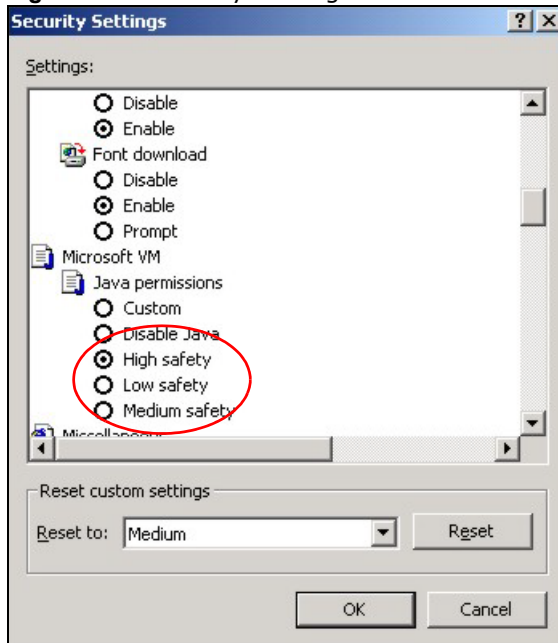 Security Settings
Settings:
Disable
Enable
Font download
Disable
Enable
Prompt
Microsoft VM
Java permissions
Custom
Disable Java
High safety
Low safety
Medium safety
Miscellaneous
Reset custom settings
Reset to: Medium Reset
OK Cancel